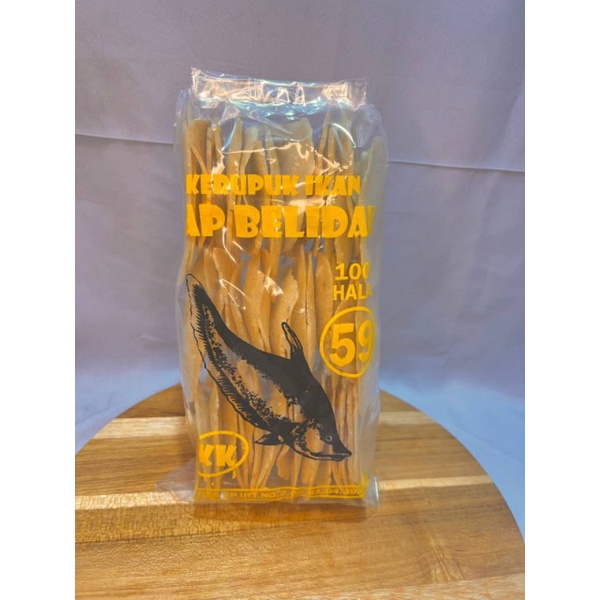 KERUPUK IKAN
AP BELIDA
100
HALA
59
KK